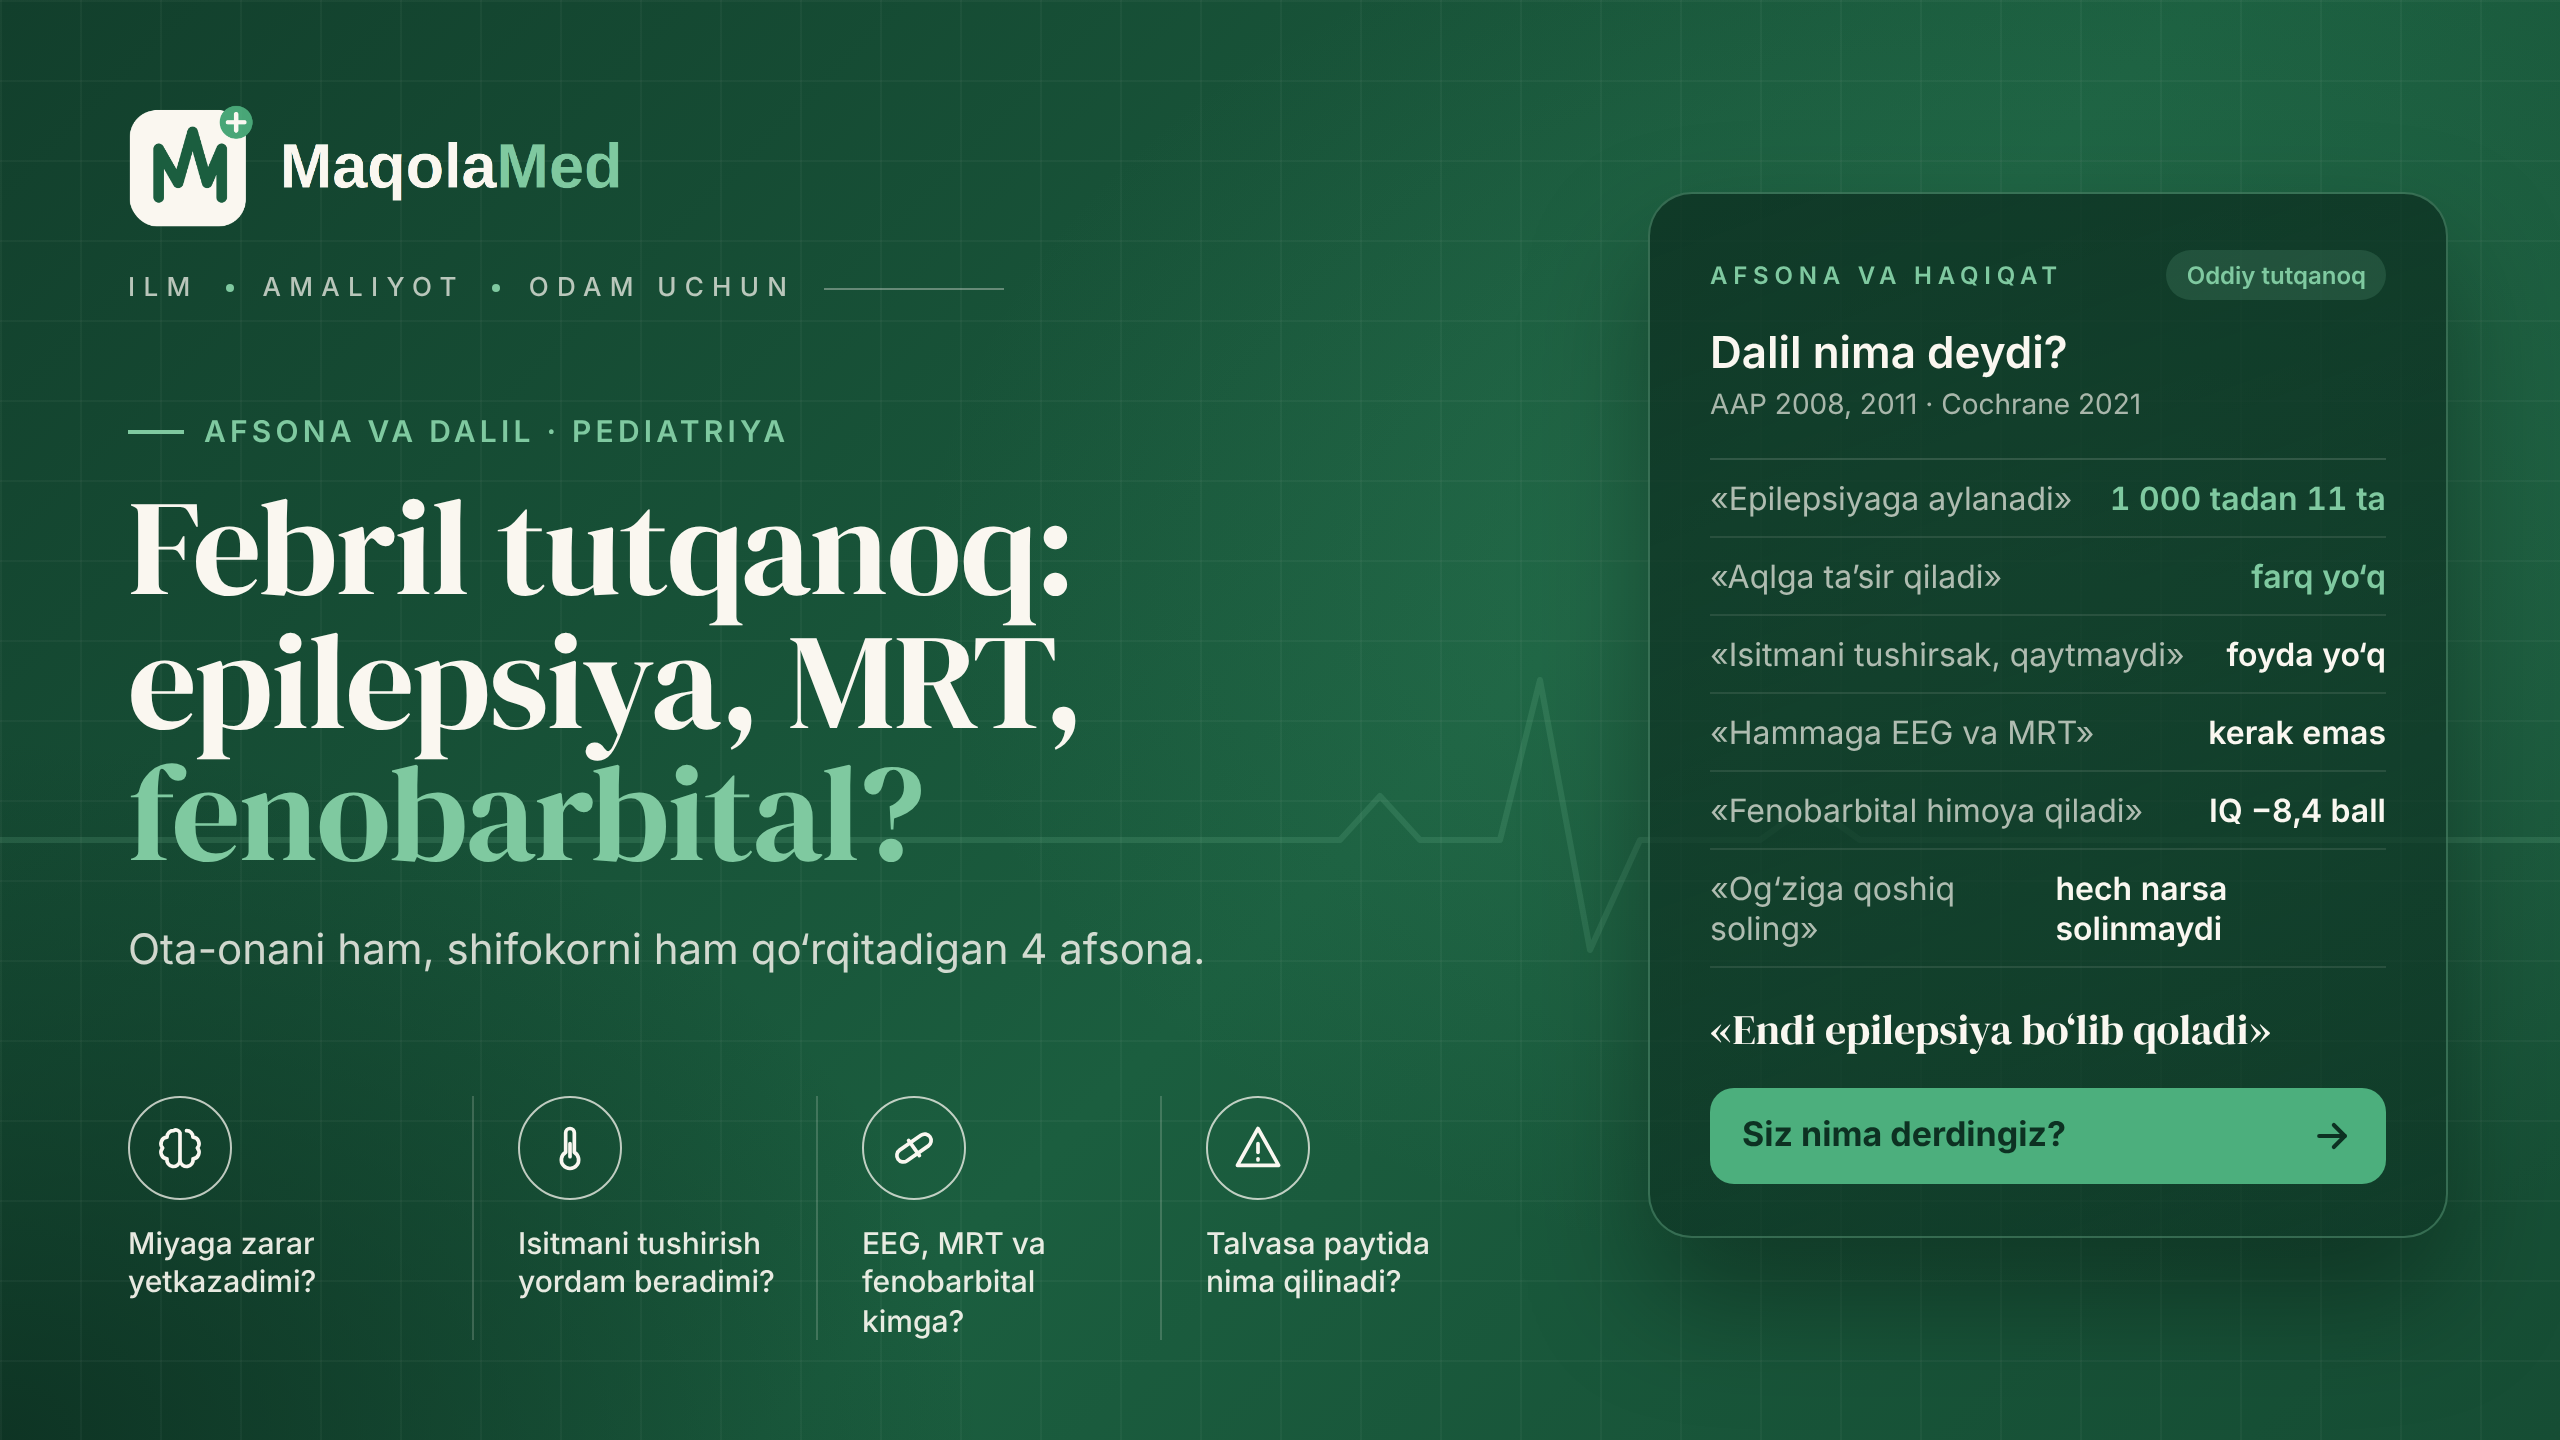 MaqolaMed
ILM • AMALIYOT • ODAM UCHUN
AFSONA VA DALIL · PEDIATRIYA
Febril tutqanoq:
epilepsiya, MRT,
fenobarbital?
Ota-onani ham, shifokorni ham qo‘rqitadigan 4 afsona.
Miyaga zarar
yetkazadimi?
Isitmani tushirish
yordam beradimi?
EEG, MRT va
fenobarbital
kimga?
Talvasa paytida
nima qilinadi?
AFSONA VA HAQIQAT
Oddiy tutqanoq
Dalil nima deydi?
AAP 2008, 2011 · Cochrane 2021
«Epilepsiyaga aylanadi» 1 000 tadan 11 ta
«Aqlga ta’sir qiladi» farq yo‘q
«Isitmani tushirsak, qaytmaydi» foyda yo‘q
«Hammaga EEG va MRT» kerak emas
«Fenobarbital himoya qiladi» IQ −8,4 ball
«Og‘ziga qoshiq
soling»
hech narsa
solinmaydi
«Endi epilepsiya bo‘lib qoladi»
Siz nima derdingiz? →